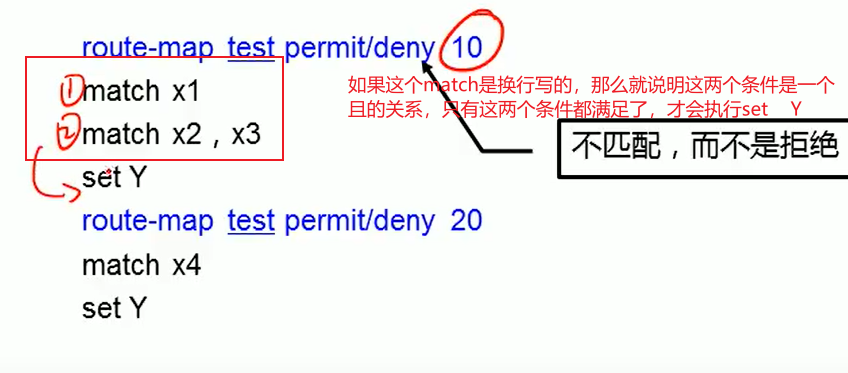 route-map test permit/deny 10
①match x1
②match x2，x3
set Y
如果这个match是换行写的，那么就说明这两个条件是一个
且的关系，只有这两个条件都满足了，才会执行set Y
不匹配，而不是拒绝
route-map test permit/deny 20
match x4
set Y